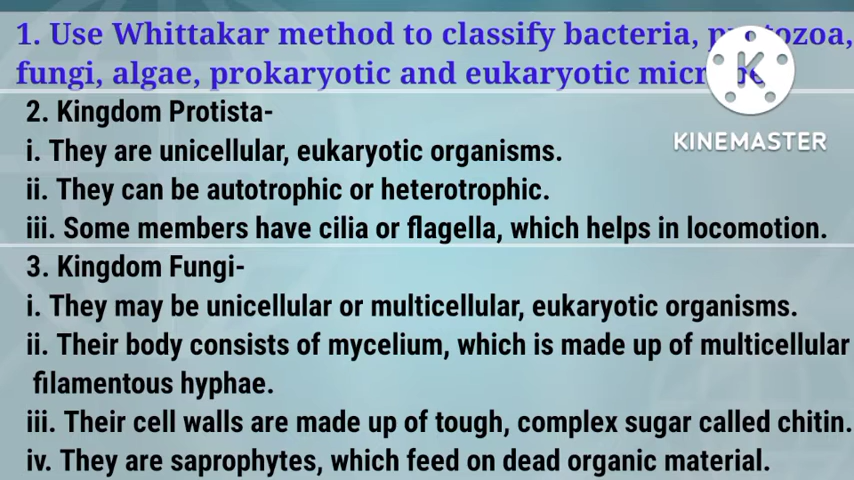 1. Use Whittakar method to classify bacteria, protozoa,
fungi, algae, prokaryotic and eukaryotic
KINEMASTER
2. Kingdom Protista-
i. They are unicellular, eukaryotic organisms.
ii. They can be autotrophic or heterotrophic.
iii. Some members have cilia or flagella, which helps in locomotion.
3. Kingdom Fungi-
i. They may be unicellular or multicellular, eukaryotic organisms.
ii. Their body consists of mycelium, which is made up of multicellular
filamentous hyphae.
iii. Their cell walls are made up of tough, complex sugar called chitin.
iv. They are saprophytes, which feed on dead organic material.